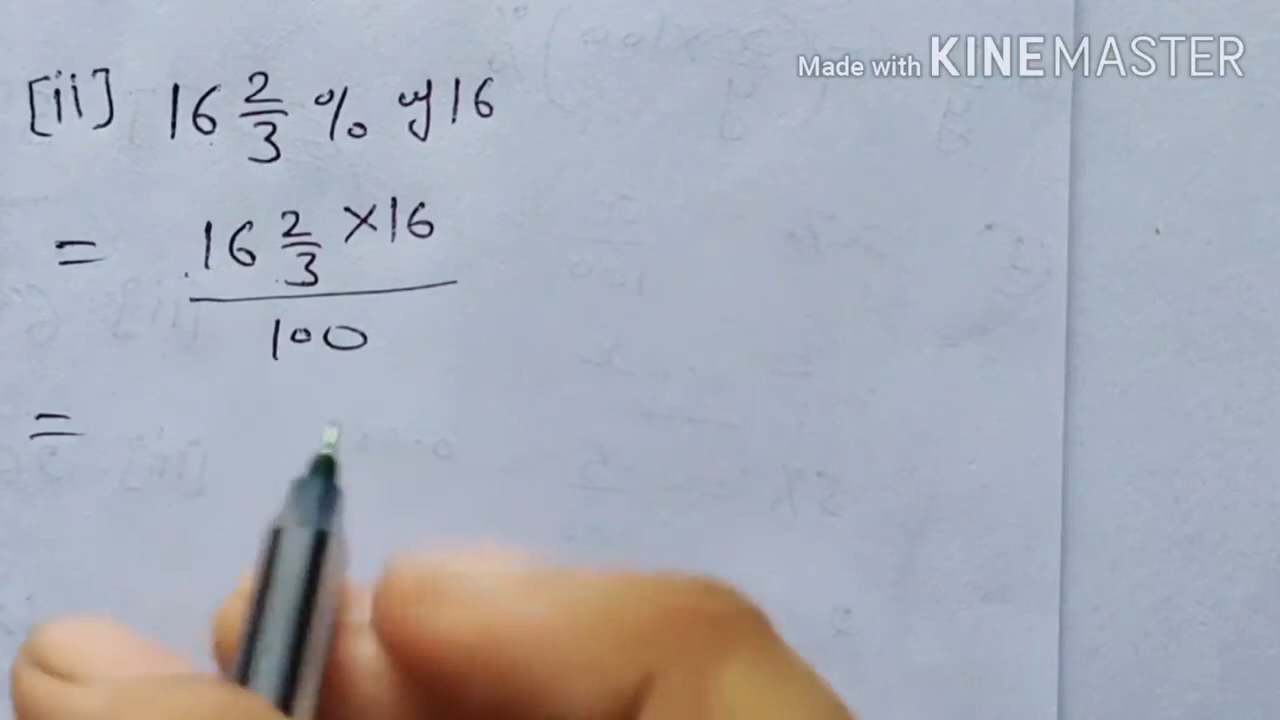 Made with KINEMASTER
[ii] 16 2/3 % of 16
= 16 2/3 × 16
100
=